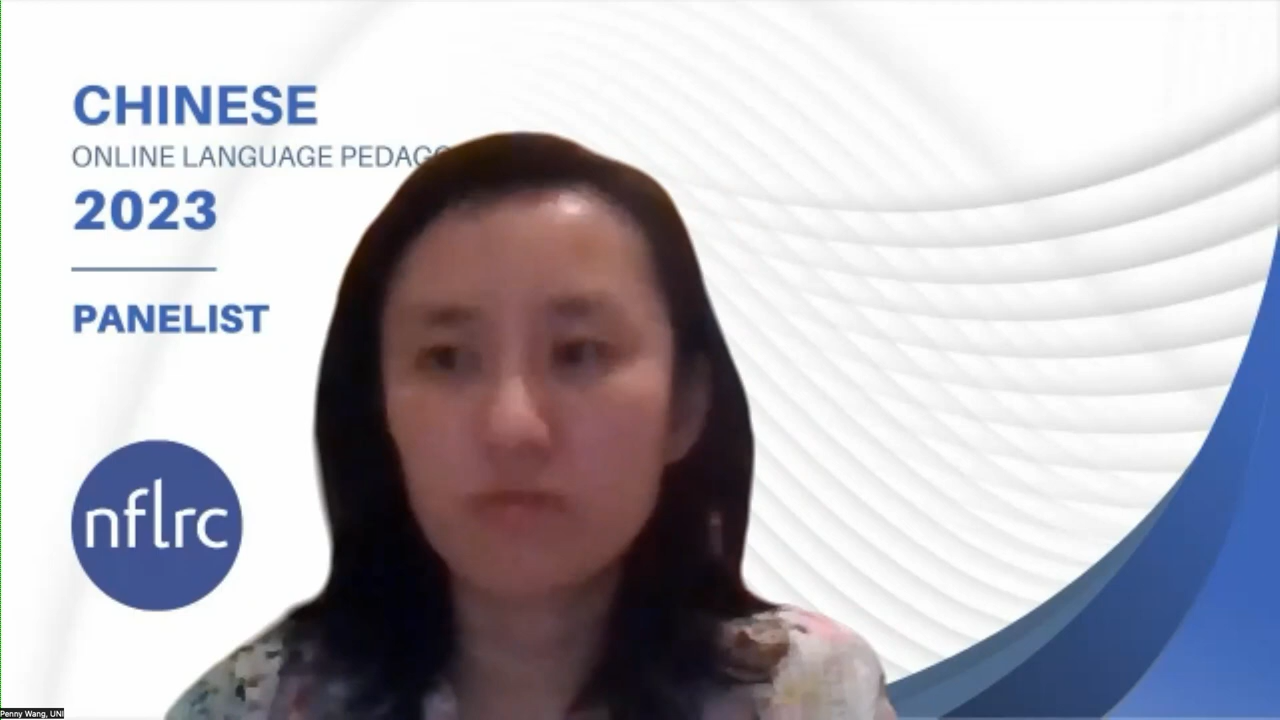 CHINESE
ONLINE LANGUAGE PEDAGO
2023
PANELIST
nflrc
Penny Wang, UNI